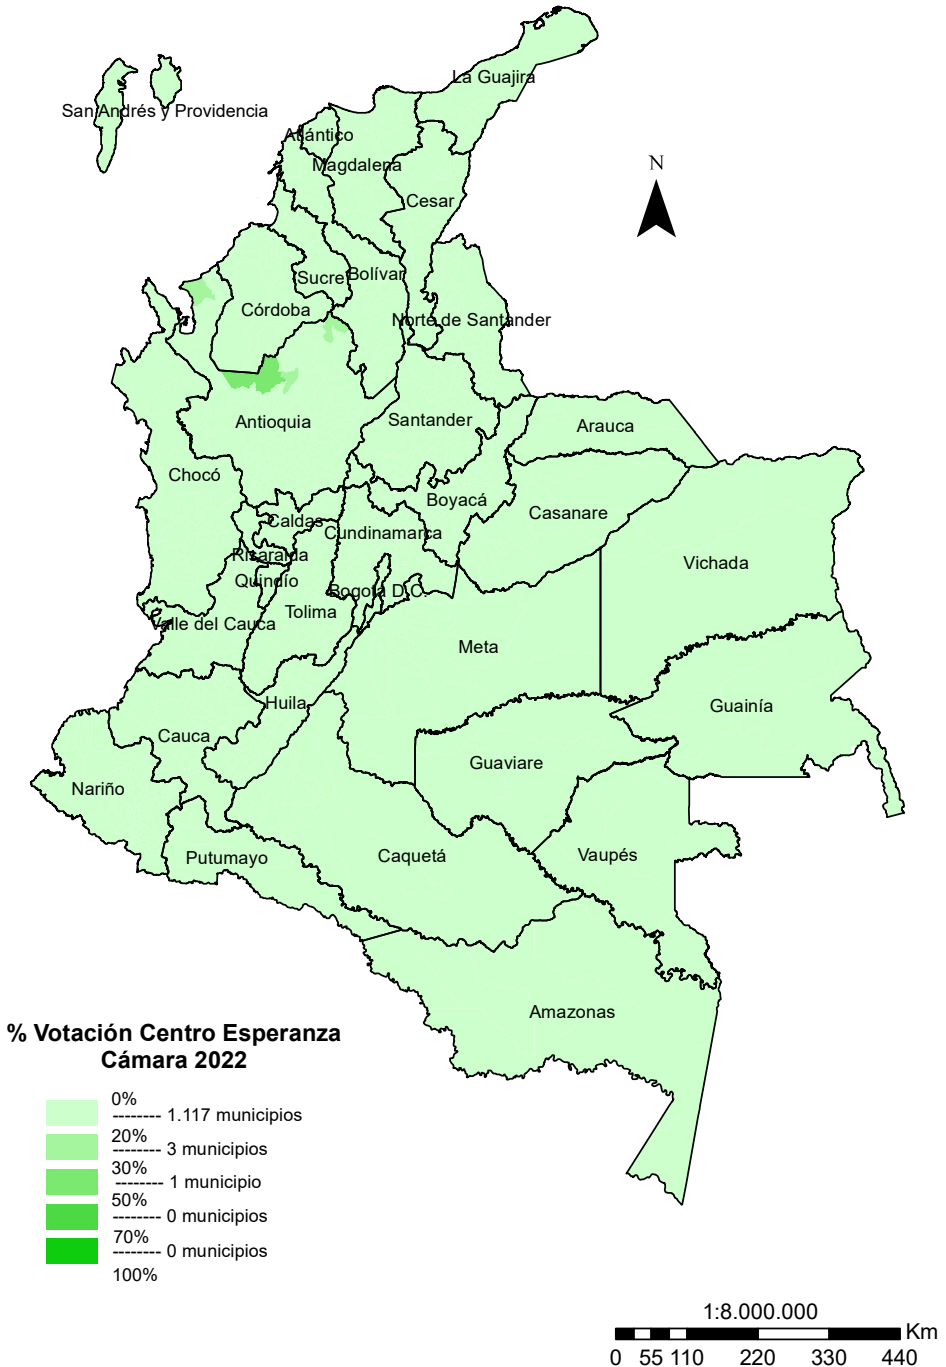 La Guajira
San Andrés y Providencia
Atlántico
Magdalena
N
Cesar
Sucre
Bolívar
Córdoba
Norte de Santander
Antioquia
Santander
Arauca
Chocó
Boyacá
Casanare
Caldas
Cundinamarca
Risaralda
Vichada
Quindío
Bogotá D.C.
Tolima
Valle del Cauca
Meta
Huila
Guainía
Cauca
Guaviare
Nariño
Putumayo
Caquetá
Vaupés
Amazonas
% Votación Centro Esperanza
Cámara 2022
0%
-------- 1.117 municipios
20%
-------- 3 municipios
30%
-------- 1 municipio
50%
-------- 0 municipios
70%
-------- 0 municipios
100%
1:8.000.000
Km
0 55 110 220 330 440